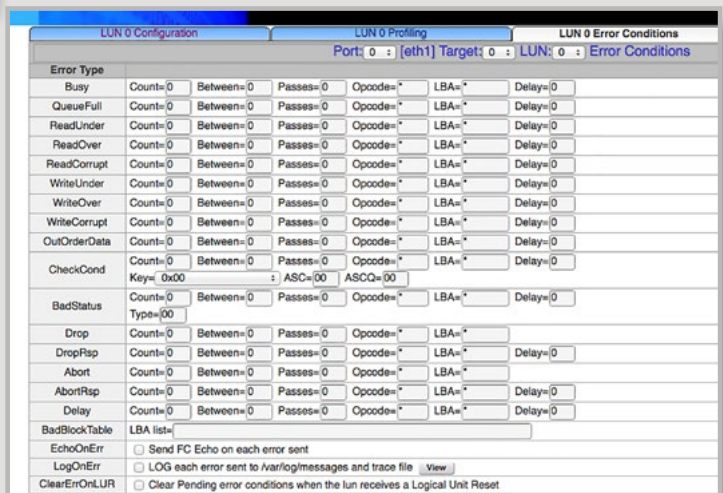 LUN 0 Configuration LUN 0 Profiling LUN 0 Error Conditions
Port: 0 [eth1] Target: 0 LUN: 0 Error Conditions
Error Type
Busy Count= 0 Between= 0 Passes= 0 Opcode= * LBA= * Delay= 0
QueueFull Count= 0 Between= 0 Passes= 0 Opcode= * LBA= * Delay= 0
ReadUnder Count= 0 Between= 0 Passes= 0 Opcode= * LBA= * Delay= 0
ReadOver Count= 0 Between= 0 Passes= 0 Opcode= * LBA= * Delay= 0
ReadCorrupt Count= 0 Between= 0 Passes= 0 Opcode= * LBA= * Delay= 0
WriteUnder Count= 0 Between= 0 Passes= 0 Opcode= * LBA= * Delay= 0
WriteOver Count= 0 Between= 0 Passes= 0 Opcode= * LBA= * Delay= 0
WriteCorrupt Count= 0 Between= 0 Passes= 0 Opcode= * LBA= * Delay= 0
OutOrderData Count= 0 Between= 0 Passes= 0 Opcode= * LBA= * Delay= 0
CheckCond Count= 0 Between= 0 Passes= 0 Opcode= * LBA= * Delay= 0
Key= 0x00 ASC= 00 ASCQ= 00
BadStatus Count= 0 Between= 0 Passes= 0 Opcode= * LBA= * Delay= 0
Type= 00
Drop Count= 0 Between= 0 Passes= 0 Opcode= * LBA= *
DropRsp Count= 0 Between= 0 Passes= 0 Opcode= * LBA= * Delay= 0
Abort Count= 0 Between= 0 Passes= 0 Opcode= * LBA= *
AbortRsp Count= 0 Between= 0 Passes= 0 Opcode= * LBA= * Delay= 0
Delay Count= 0 Between= 0 Passes= 0 Opcode= * LBA= * Delay= 0
BadBlockTable LBA list=
EchoOnErr Send FC Echo on each error sent
LogOnErr LOG each error sent to /var/log/messages and trace file View
ClearErrOnLUR Clear Pending error conditions when the lun receives a Logical Unit Reset